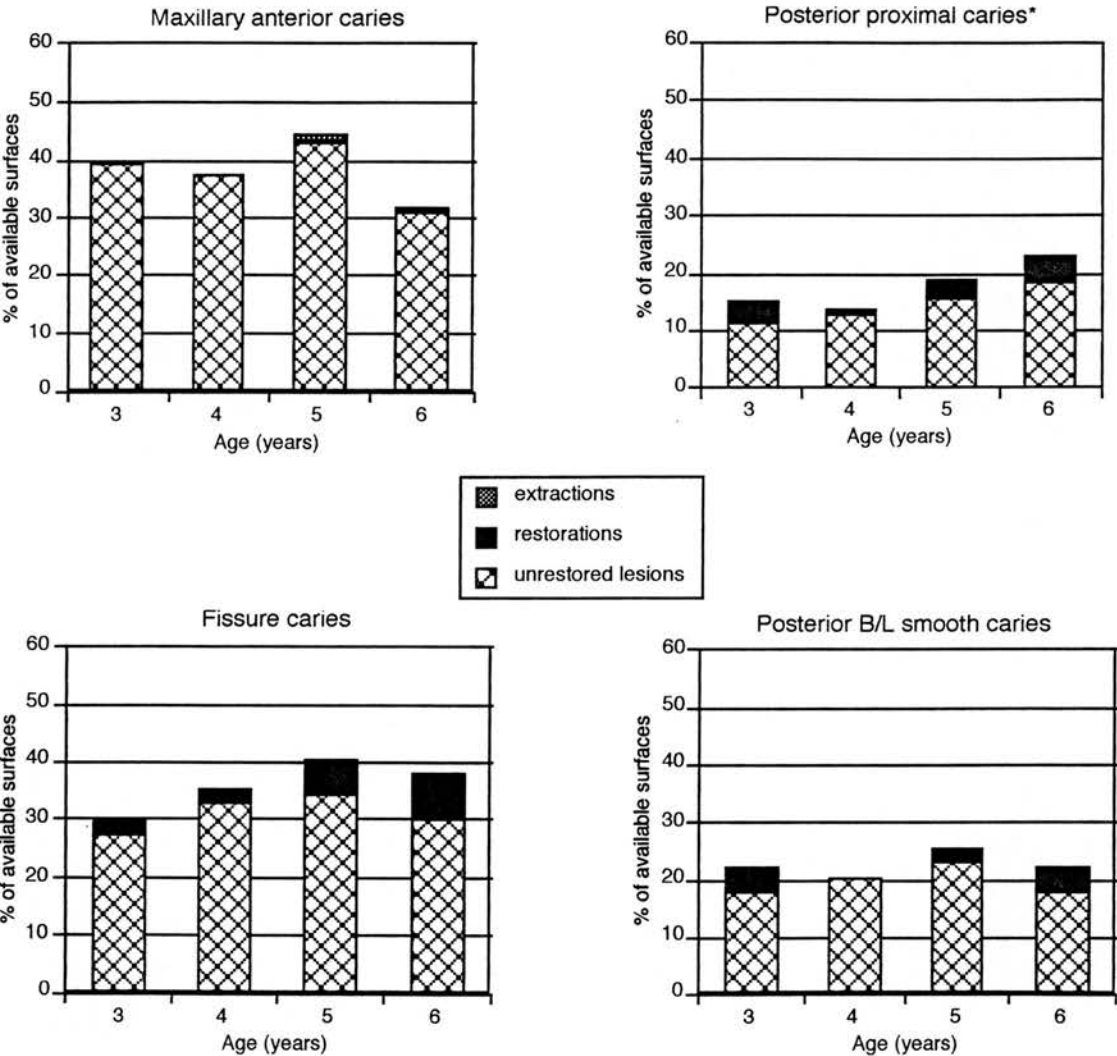 Maxillary anterior caries
60
50
40
30
20
10
0
% of available surfaces
3 4 5 6
Age (years)
Posterior proximal caries*
60
50
40
30
20
10
0
% of available surfaces
3 4 5 6
Age (years)
extractions
restorations
unrestored lesions
Fissure caries
60
50
40
30
20
10
0
% of available surfaces
3 4 5 6
Age (years)
Posterior B/L smooth caries
60
50
40
30
20
10
0
% of available surfaces
3 4 5 6
Age (years)